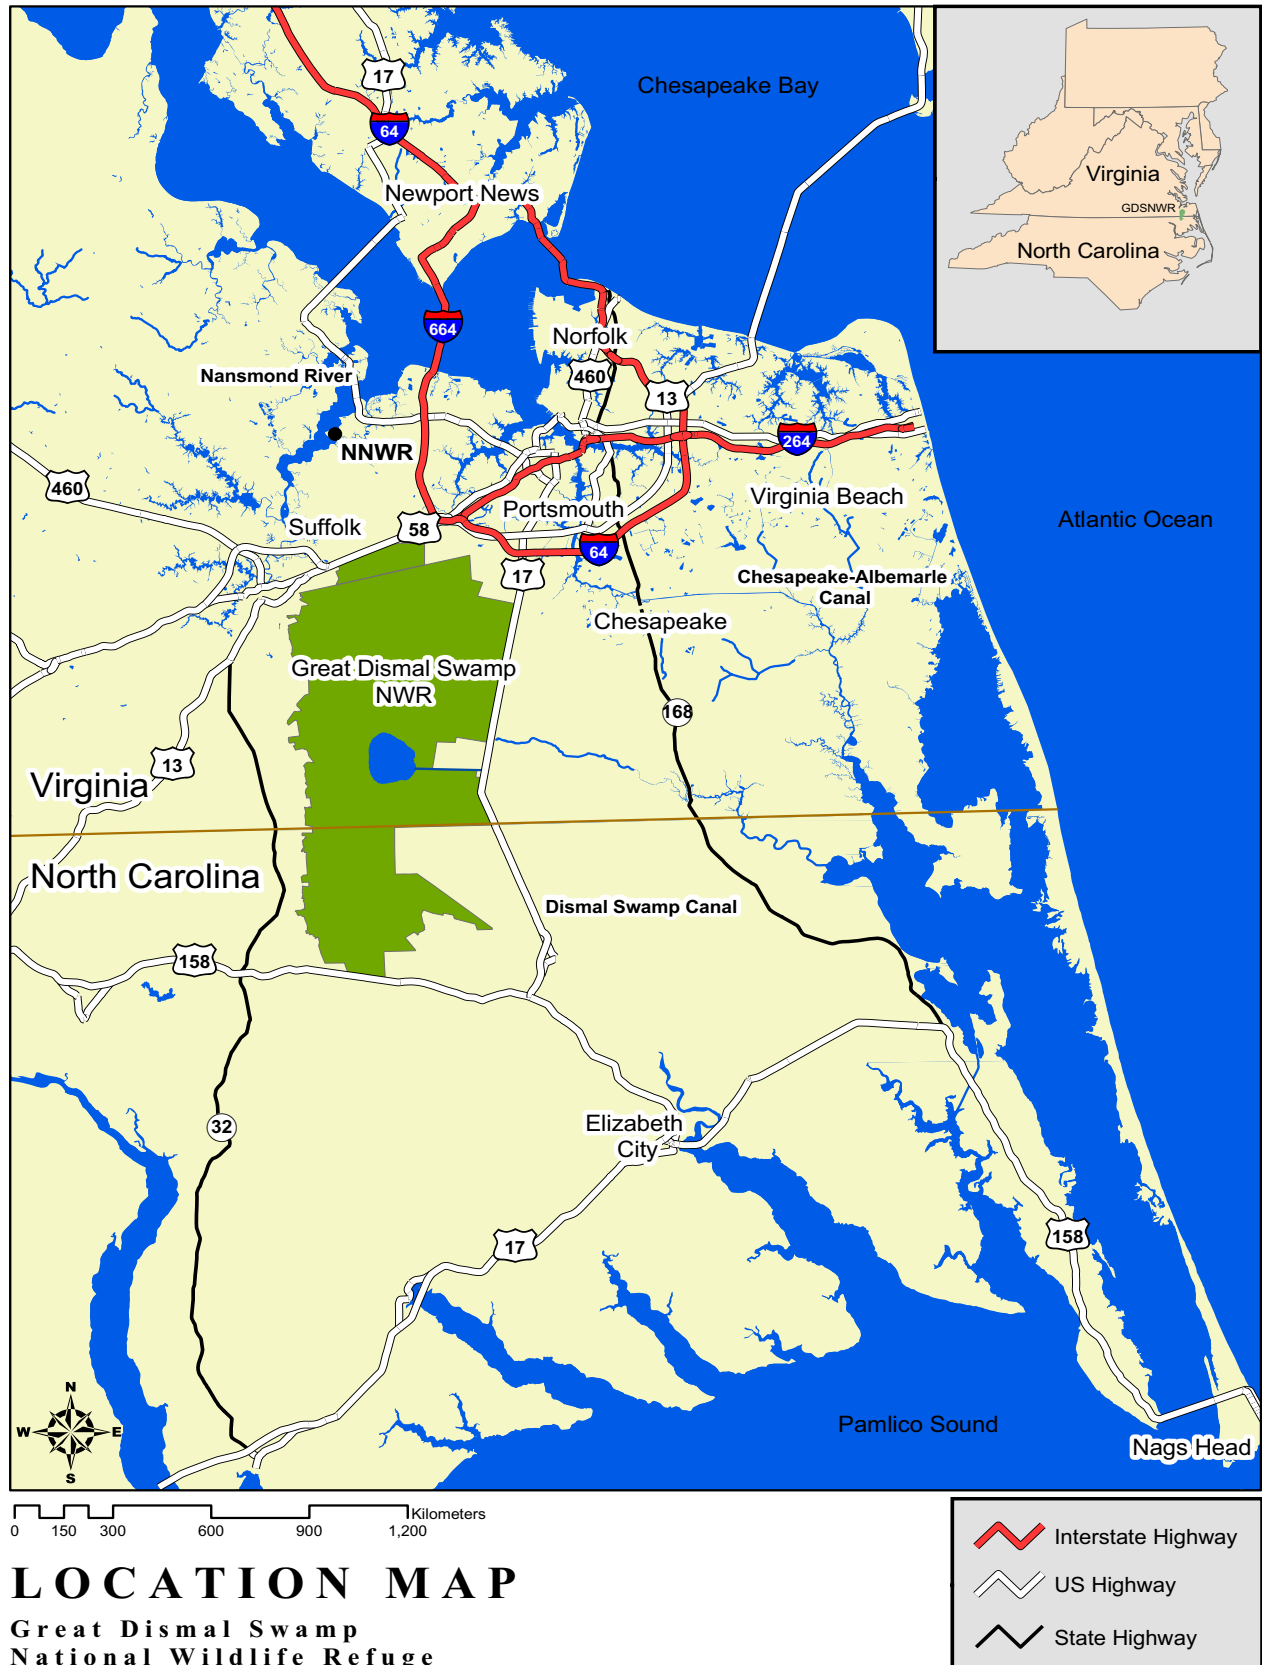 Chesapeake Bay
17
64
Newport News
Virginia
GDSNWR
North Carolina
664
Norfolk
Nansmond River
460
13
NNWR
264
460
Virginia Beach
Portsmouth
Suffolk
58
Atlantic Ocean
64
17
Chesapeake-Albemarle
Canal
Chesapeake
Great Dismal Swamp
NWR
168
13
Virginia
North Carolina
Dismal Swamp Canal
158
32
Elizabeth
City
17
158
N
W
E
S
Pamlico Sound
Nags Head
Kilometers
0 150 300 600 900 1,200
LOCATION MAP
Great Dismal Swamp
National Wildlife Refuge
Interstate Highway
US Highway
State Highway